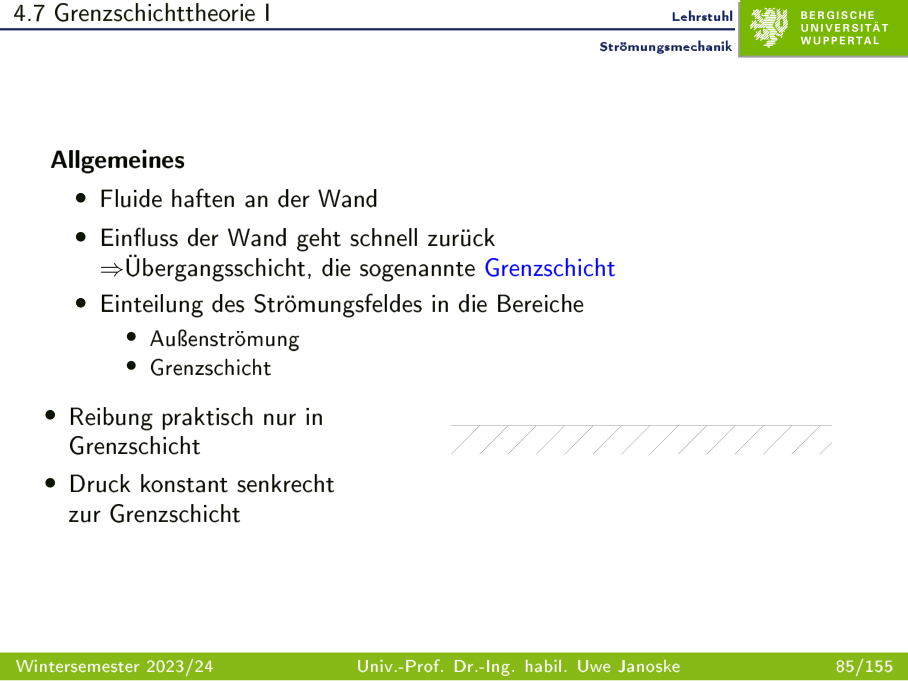 4.7 Grenzschichttheorie I
Lehrstuhl
Strömungsmechanik
BERGISCHE
UNIVERSITÄT
WUPPERTAL
Allgemeines
• Fluide haften an der Wand
• Einfluss der Wand geht schnell zurück
⇒Übergangsschicht, die sogenannte Grenzschicht
• Einteilung des Strömungsfeldes in die Bereiche
• Außenströmung
• Grenzschicht
• Reibung praktisch nur in
Grenzschicht
• Druck konstant senkrecht
zur Grenzschicht
Wintersemester 2023/24
Univ.-Prof. Dr.-Ing. habil. Uwe Janoske
85/155